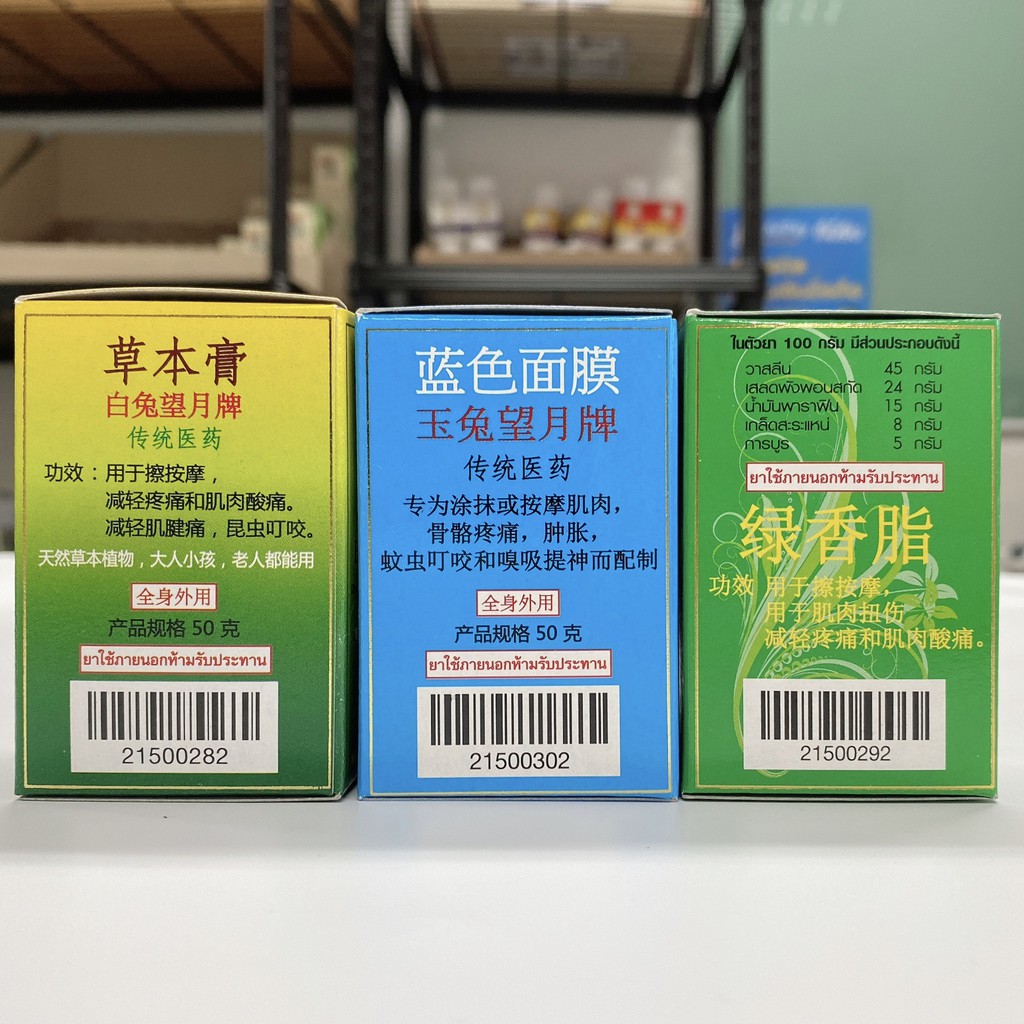 草本膏
白兔望月牌
传统医药
功效：用于擦按摩，
减轻疼痛和肌肉酸痛。
减轻肌腱痛，昆虫叮咬。
天然草本植物，大人小孩，老人都能用
全身外用
产品规格 50 克
ยาใช้ภายนอกห้ามรับประทาน
21500282
蓝色面膜
玉兔望月牌
传统医药
专为涂抹或按摩肌肉，
骨骼疼痛，肿胀，
蚊虫叮咬和嗅吸提神而配制
全身外用
产品规格 50 克
ยาใช้ภายนอกห้ามรับประทาน
21500302
ในตัวยา 100 กรัม มีส่วนประกอบดังนี้
วาสลีน 45 กรัม
เสลดพังพอนสกัด 24 กรัม
น้ำมันพาราฟิน 15 กรัม
เกล็ดสะระแหน่ 8 กรัม
การบูร 5 กรัม
ยาใช้ภายนอกห้ามรับประทาน
绿香脂
功效 用于擦按摩，
用于肌肉扭伤
减轻疼痛和肌肉酸痛。
21500292